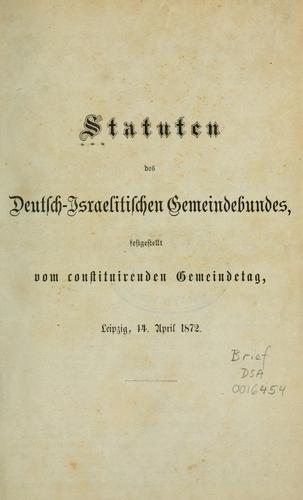 Statuten
des
Deutsch-Israelitischen Gemeindebundes,
festgestellt
vom constituirenden Gemeindetag,
Leipzig, 14. April 1872.
Brief
DSA
0016454